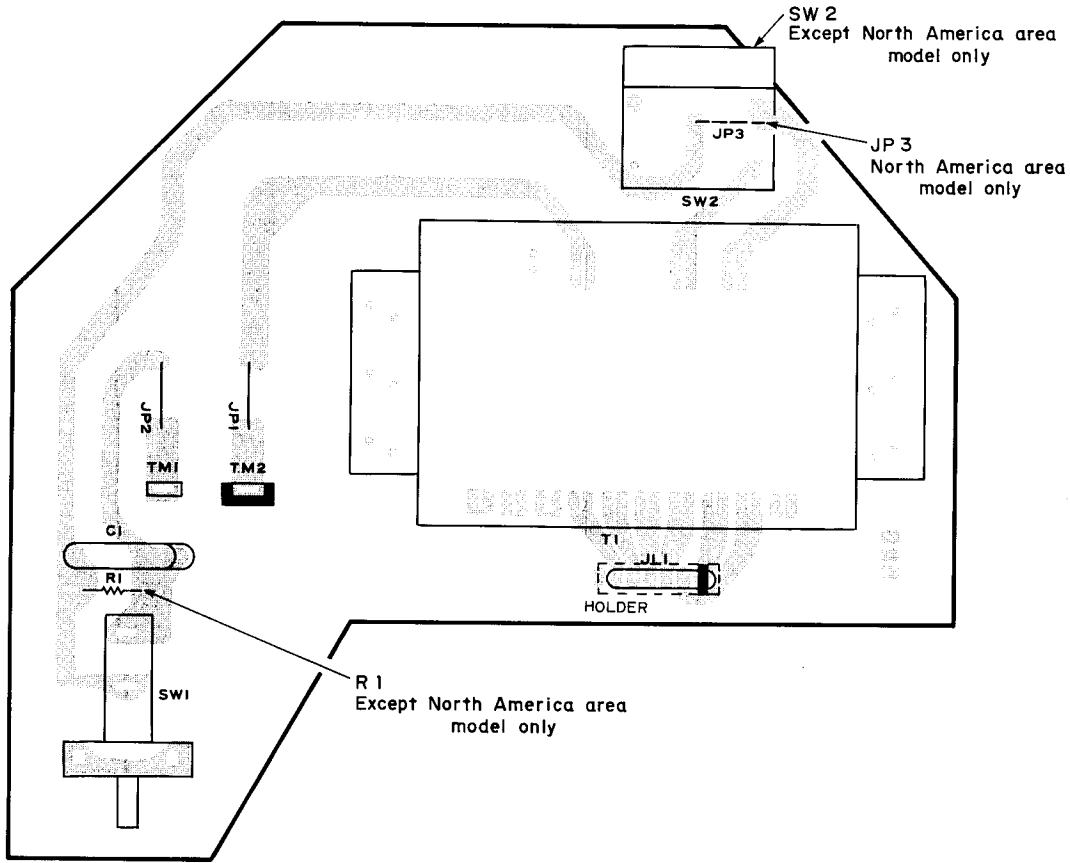 SW 2
Except North America area
model only
JP3
JP 3
North America area
model only
SW2
JP2
JP1
TM1
TM2
C1
T1
JL1
R1
HOLDER
R 1
Except North America area
model only
SW1